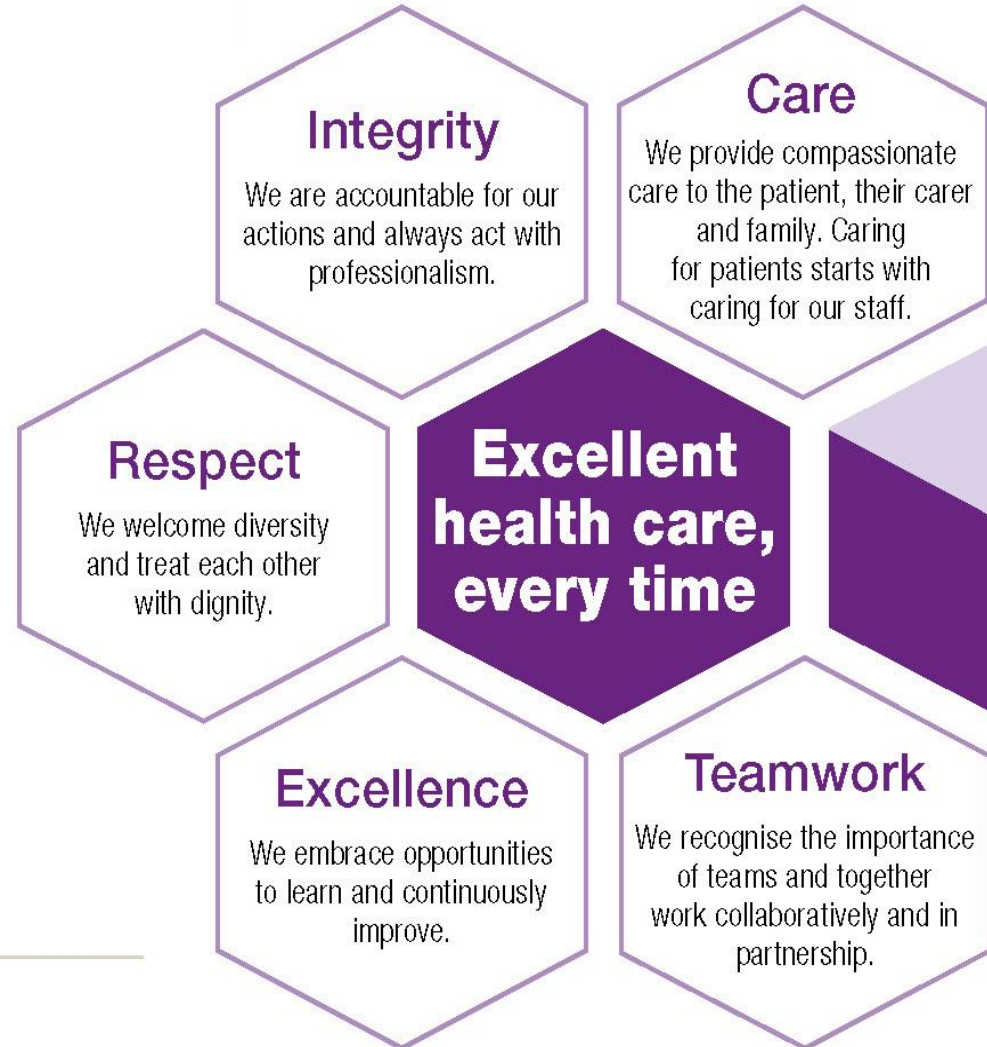 Integrity
We are accountable for our
actions and always act with
professionalism.
Care
We provide compassionate
care to the patient, their carer
and family. Caring
for patients starts with
caring for our staff.
Respect
We welcome diversity
and treat each other
with dignity.
Excellent
health care,
every time
Excellence
We embrace opportunities
to learn and continuously
improve.
Teamwork
We recognise the importance
of teams and together
work collaboratively and in
partnership.